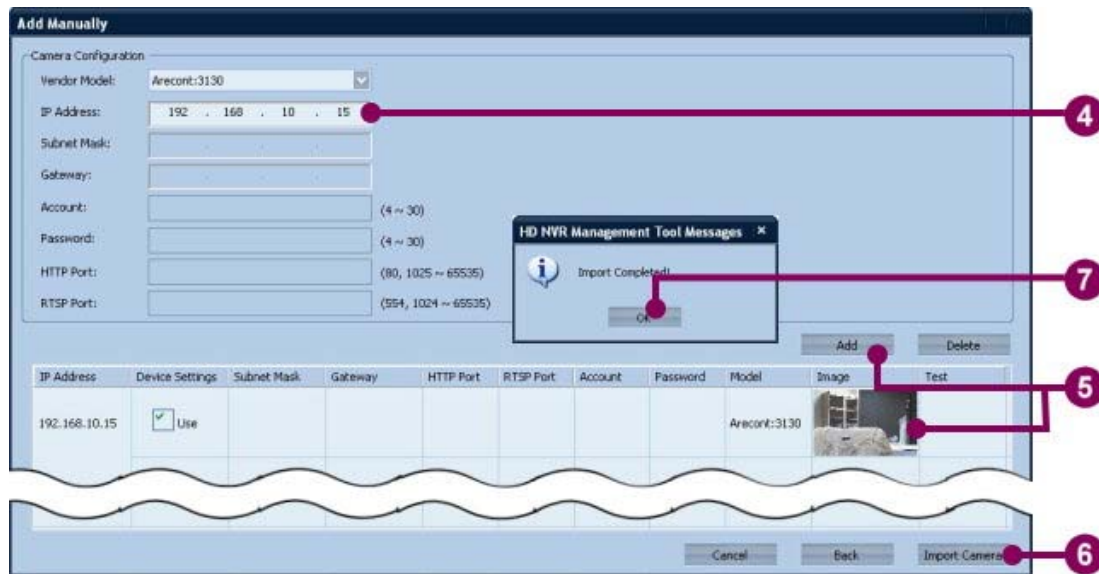 Add Manually
Camera Configuration
Vendor Model: Arecont:3130
IP Address: 192 . 168 . 10 . 15
4
Subnet Mask: . . .
Gateway: . . .
Account: (4 ~ 30)
Password: (4 ~ 30)
HTTP Port: (80, 1025 ~ 65535)
RTSP Port: (554, 1024 ~ 65535)
HD NVR Management Tool Messages ×
Import Completed!
7
OK
Add Delete
IP Address Device Settings Subnet Mask Gateway HTTP Port RTSP Port Account Password Model Image Test
5
192.168.10.15 Use Arecont:3130
Cancel Back Import Camera
6